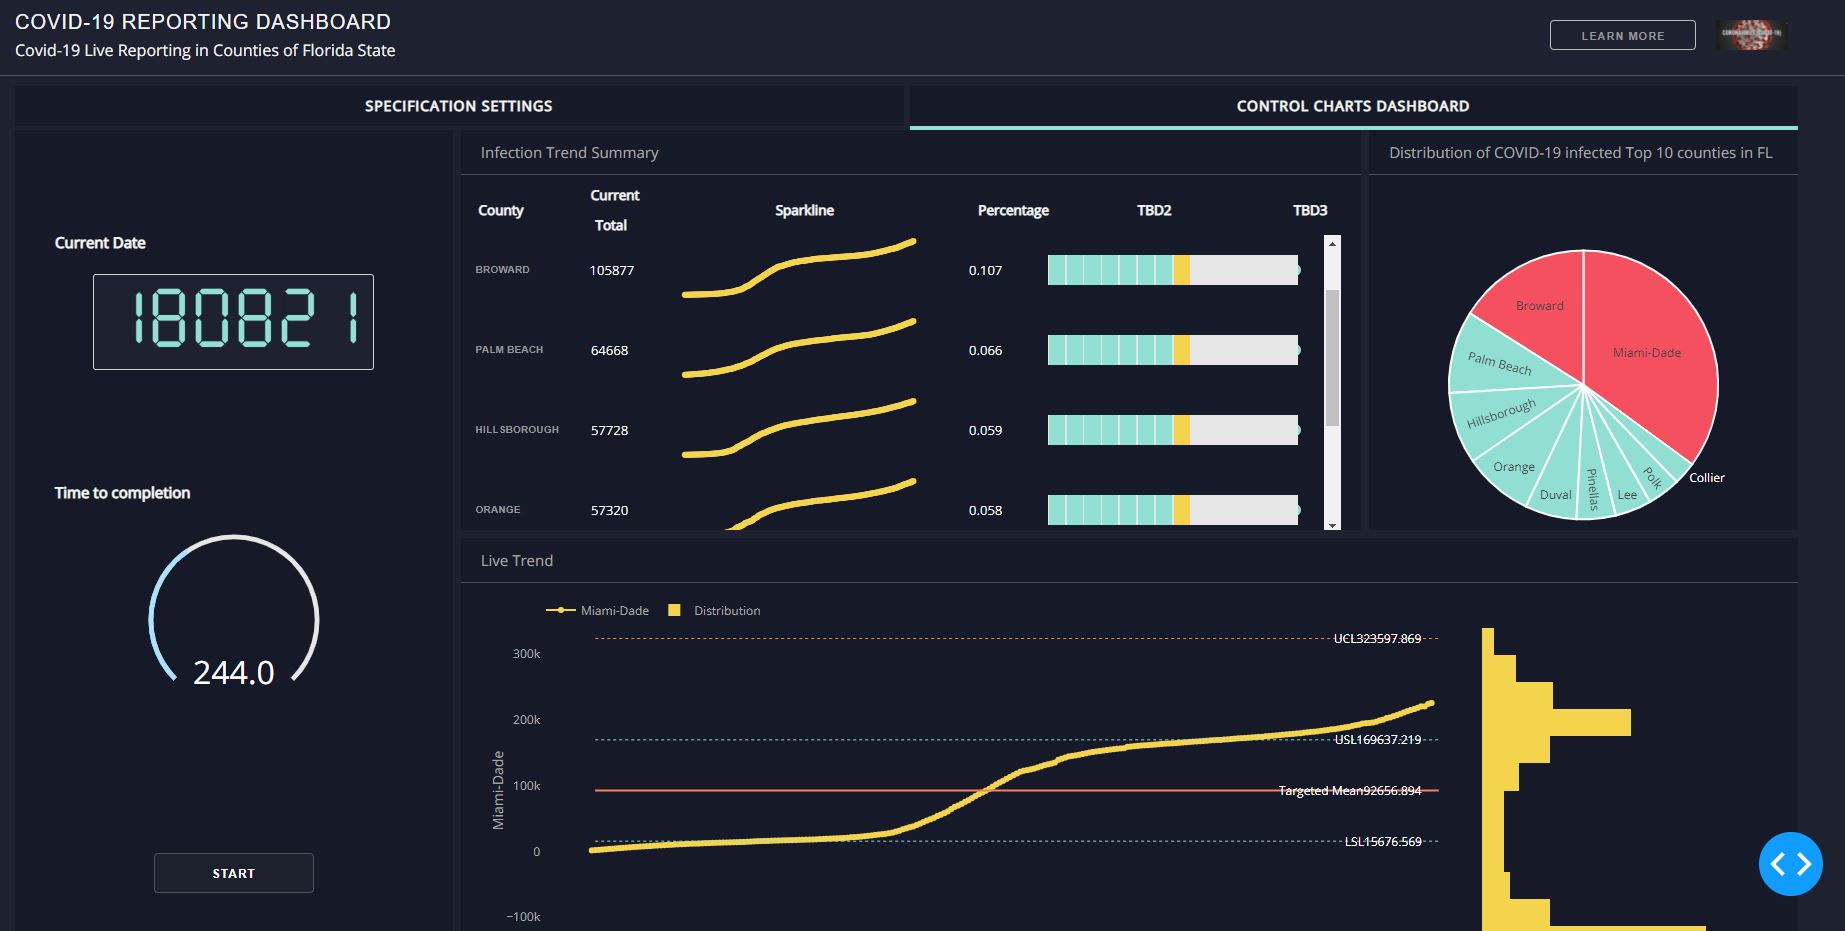 COVID-19 REPORTING DASHBOARD
Covid-19 Live Reporting in Counties of Florida State
LEARN MORE
SPECIFICATION SETTINGS
CONTROL CHARTS DASHBOARD
Current Date
180821
Time to completion
244.0
START
Infection Trend Summary
County
Current Total
Sparkline
Percentage
TBD2
TBD3
BROWARD 105877 0.107
PALM BEACH 64668 0.066
HILLSBOROUGH 57728 0.059
ORANGE 57320 0.058
Distribution of COVID-19 infected Top 10 counties in FL
Broward
Miami-Dade
Palm Beach
Hillsborough
Orange
Duval
Pinellas
Lee
Polk
Collier
Live Trend
Miami-Dade
Distribution
UCL323597.869
300k
200k
USL169637.219
100k
Targeted Mean92656.894
Miami-Dade
LSL15676.569
0
−100k